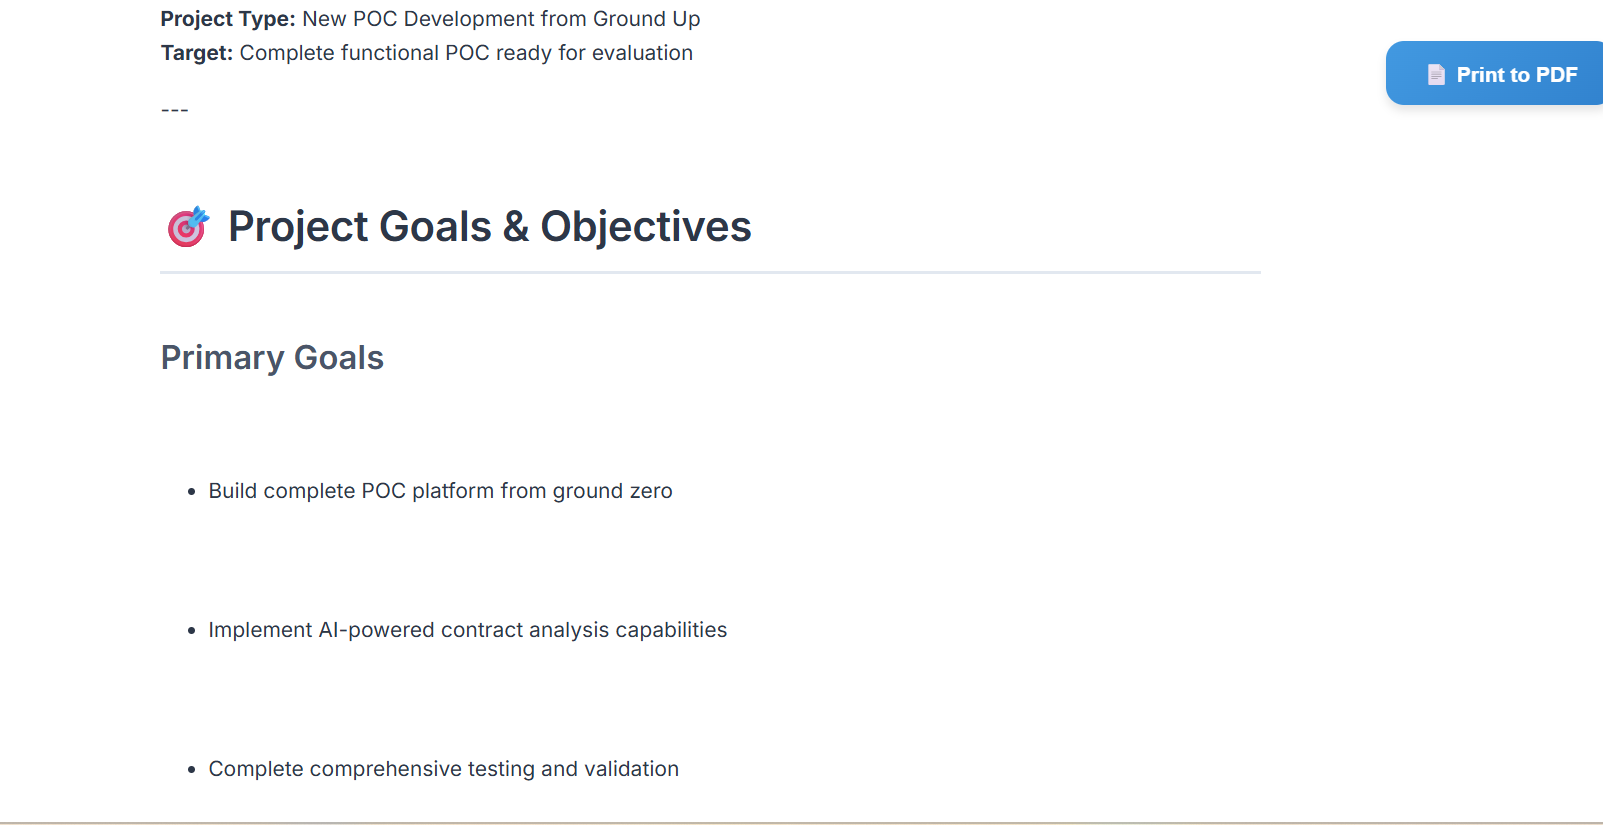 Project Type: New POC Development from Ground Up
Target: Complete functional POC ready for evaluation
Print to PDF
---
Project Goals & Objectives
Primary Goals
• Build complete POC platform from ground zero
• Implement AI-powered contract analysis capabilities
• Complete comprehensive testing and validation